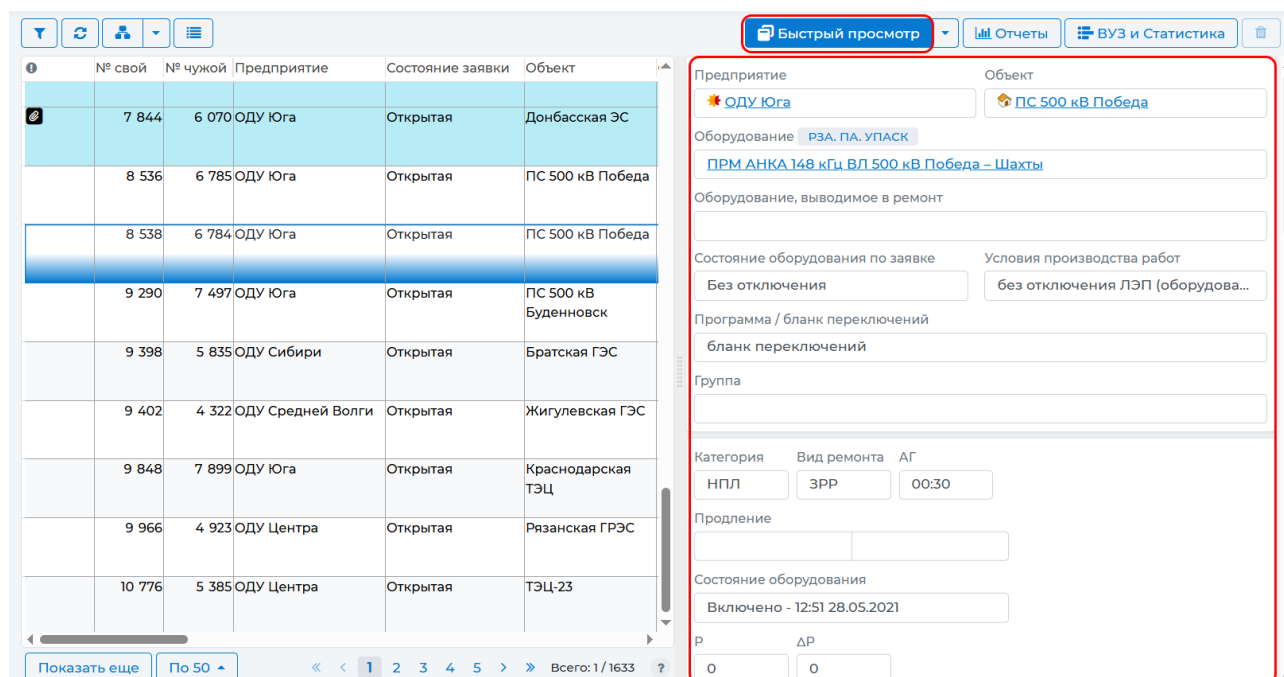 Быстрый просмотр
Отчеты
ВУЗ и Статистика
№ свой № чужой Предприятие Состояние заявки Объект
7 844 6 070 ОДУ Юга Открытая Донбасская ЭС
8 536 6 785 ОДУ Юга Открытая ПС 500 кВ Победа
8 538 6 784 ОДУ Юга Открытая ПС 500 кВ Победа
9 290 7 497 ОДУ Юга Открытая ПС 500 кВ
Буденновск
9 398 5 835 ОДУ Сибири Открытая Братская ГЭС
9 402 4 322 ОДУ Средней Волги Открытая Жигулевская ГЭС
9 848 7 899 ОДУ Юга Открытая Краснодарская
ТЭЦ
9 966 4 923 ОДУ Центра Открытая Рязанская ГРЭС
10 776 5 385 ОДУ Центра Открытая ТЭЦ-23
Показать еще По 50 « < 1 2 3 4 5 > » Всего: 1 / 1633 ?
Предприятие Объект
ОДУ Юга ПС 500 кВ Победа
Оборудование РЗА. ПА. УПАСК
ПРМ АНКА 148 кГц ВЛ 500 кВ Победа – Шахты
Оборудование, выводимое в ремонт
Состояние оборудования по заявке Условия производства работ
Без отключения без отключения ЛЭП (оборудова...
Программа / бланк переключений
бланк переключений
Группа
Категория Вид ремонта АГ
НПЛ ЗРР 00:30
Продление
Состояние оборудования
Включено - 12:51 28.05.2021
P ΔP
0 0